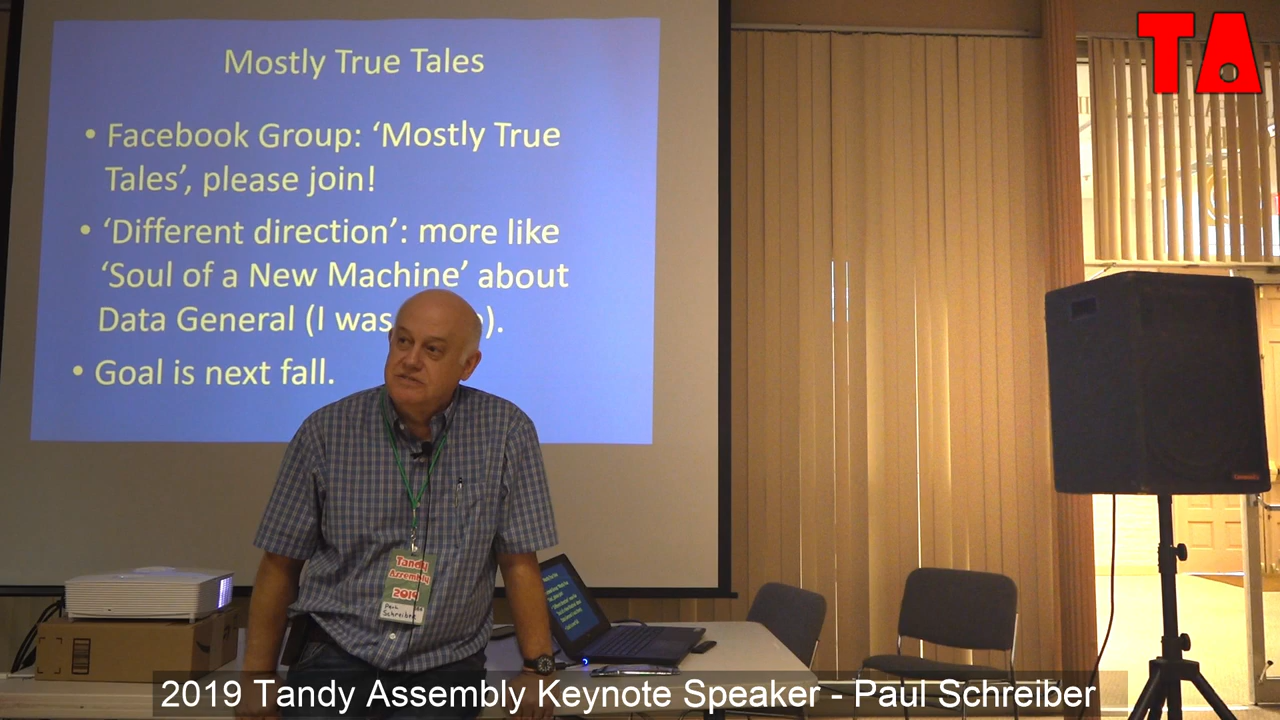 TA
Mostly True Tales
• Facebook Group: ‘Mostly True
Tales’, please join!
• ‘Different direction’: more like
‘Soul of a New Machine’ about
Data General (I was ).
• Goal is next fall.
Tandy
Assembly
2019
Paul
Schreiber
2019 Tandy Assembly Keynote Speaker - Paul Schreiber